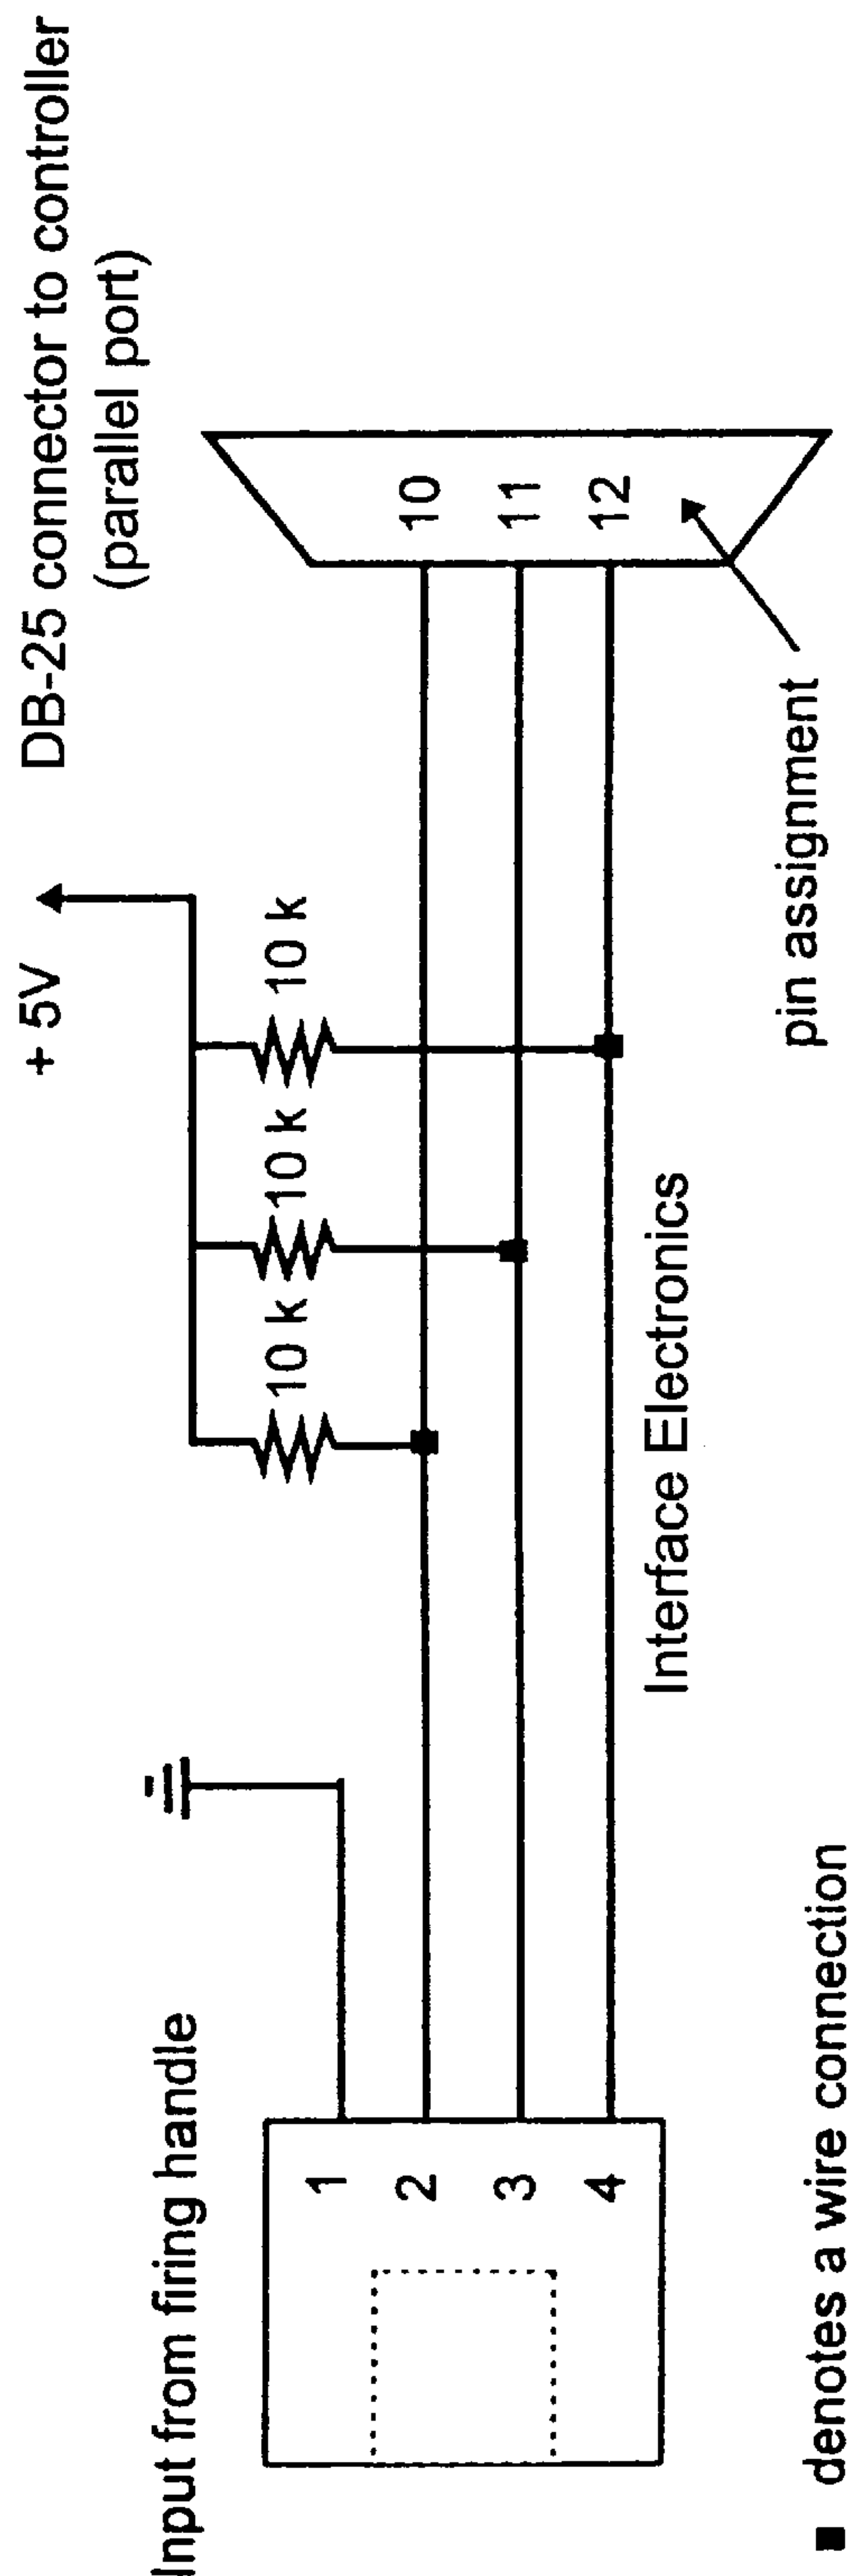 DB-25 connector to controller
(parallel port)
+ 5V
Input from firing handle
10 k
10 k
10 k
1
2
3
4
10
11
12
Interface Electronics
pin assignment
■ denotes a wire connection